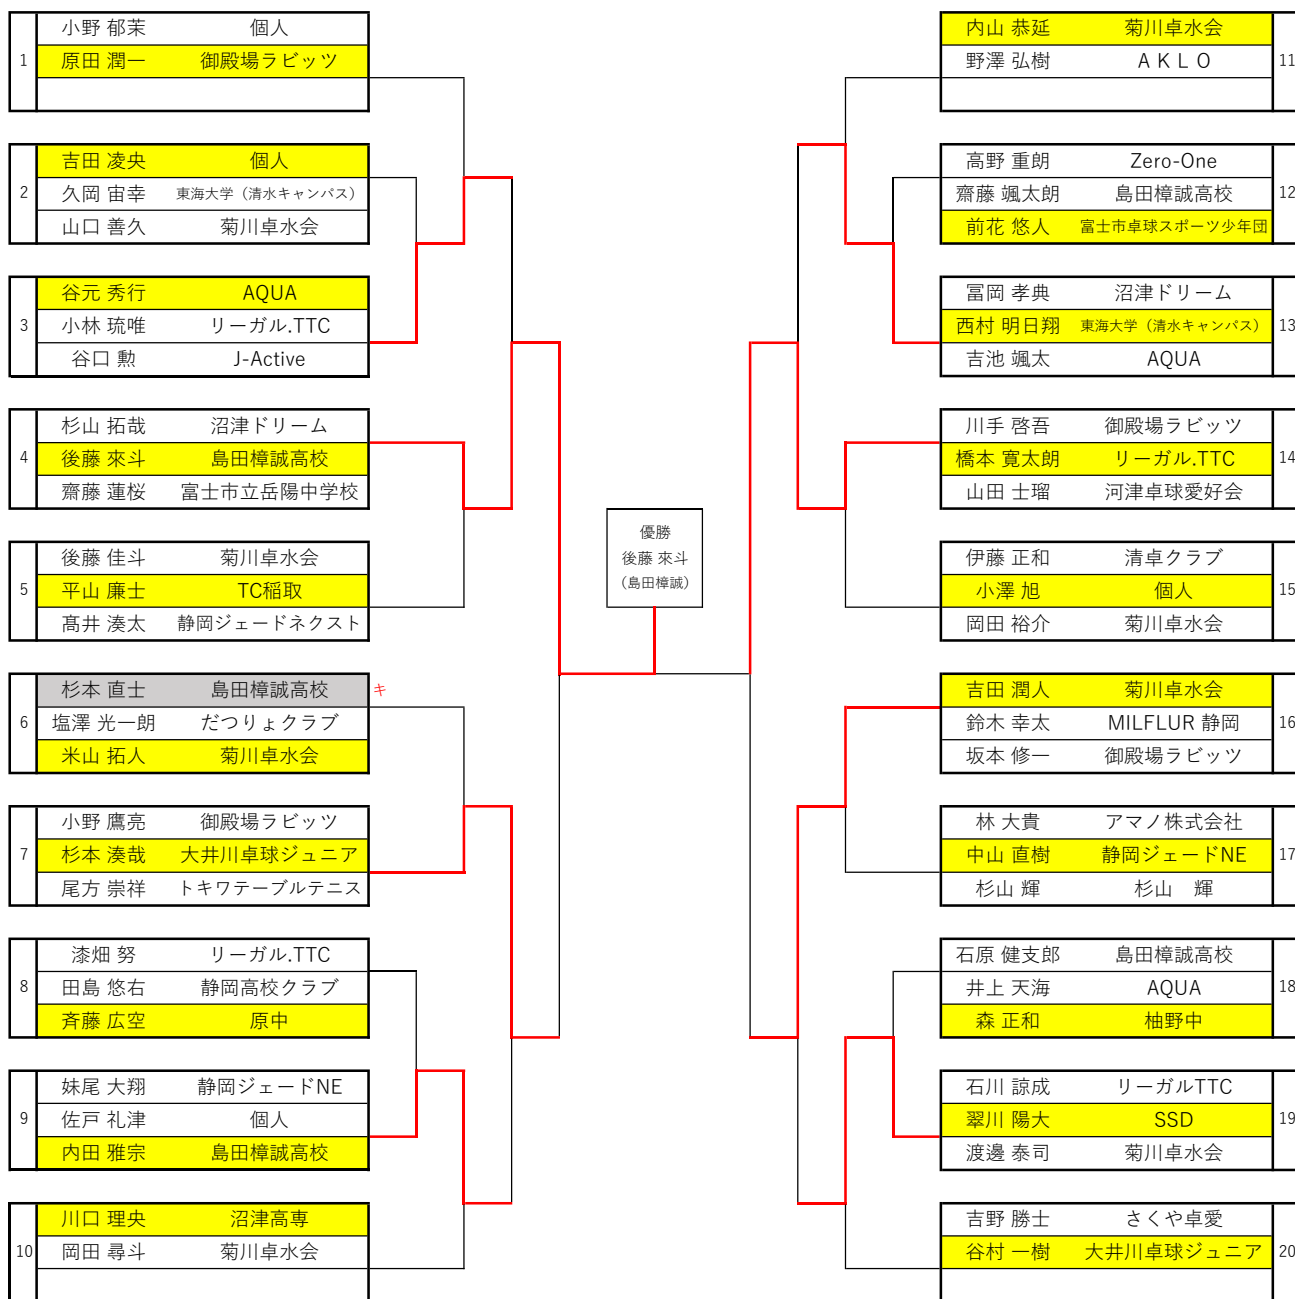 1
小野 郁茉 個人
原田 潤一 御殿場ラビッツ
2
吉田 凌央 個人
久岡 宙幸 東海大学（清水キャンパス）
山口 善久 菊川卓水会
3
谷元 秀行 AQUA
小林 琉唯 リーガル.TTC
谷口 勲 J-Active
4
杉山 拓哉 沼津ドリーム
後藤 來斗 島田樟誠高校
齋藤 蓮桜 富士市立岳陽中学校
5
後藤 佳斗 菊川卓水会
平山 廉士 TC稲取
髙井 湊太 静岡ジェードネクスト
6
杉本 直士 島田樟誠高校 キ
塩澤 光一朗 だつりょクラブ
米山 拓人 菊川卓水会
7
小野 鷹亮 御殿場ラビッツ
杉本 湊哉 大井川卓球ジュニア
尾方 崇祥 トキワテーブルテニス
8
漆畑 努 リーガル.TTC
田島 悠右 静岡高校クラブ
斉藤 広空 原中
9
妹尾 大翔 静岡ジェードNE
佐戸 礼津 個人
内田 雅宗 島田樟誠高校
10
川口 理央 沼津高専
岡田 尋斗 菊川卓水会
優勝
後藤 來斗
（島田樟誠）
内山 恭延 菊川卓水会
野澤 弘樹 ＡＫＬＯ
11
高野 重朗 Zero-One
齋藤 颯太朗 島田樟誠高校
前花 悠人 富士市卓球スポーツ少年団
12
冨岡 孝典 沼津ドリーム
西村 明日翔 東海大学（清水キャンパス）
吉池 颯太 AQUA
13
川手 啓吾 御殿場ラビッツ
橋本 寛太朗 リーガル.TTC
山田 士瑠 河津卓球愛好会
14
伊藤 正和 清卓クラブ
小澤 旭 個人
岡田 裕介 菊川卓水会
15
吉田 潤人 菊川卓水会
鈴木 幸太 MILFLUR 静岡
坂本 修一 御殿場ラビッツ
16
林 大貴 アマノ株式会社
中山 直樹 静岡ジェードNE
杉山 輝 杉山　輝
17
石原 健支郎 島田樟誠高校
井上 天海 AQUA
森 正和 柚野中
18
石川 諒成 リーガルTTC
翠川 陽大 SSD
渡邊 泰司 菊川卓水会
19
吉野 勝士 さくや卓愛
谷村 一樹 大井川卓球ジュニア
20